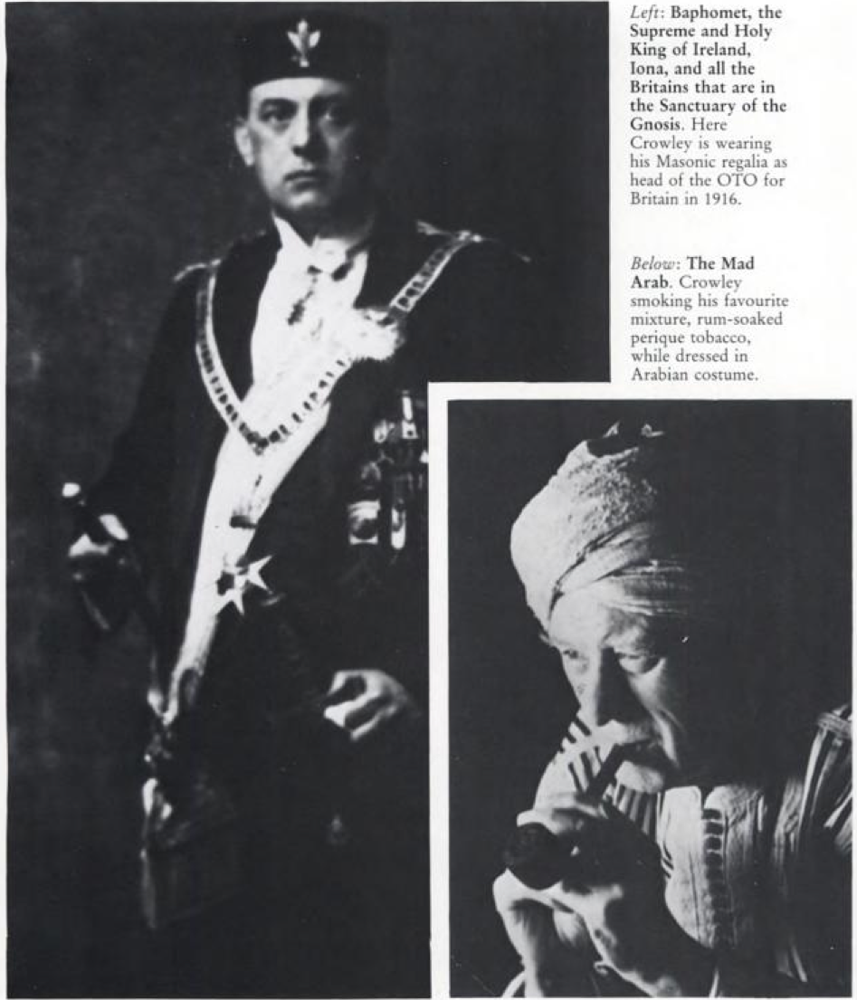 Left: Baphomet, the
Supreme and Holy
King of Ireland,
Iona, and all the
Britains that are in
the Sanctuary of the
Gnosis. Here
Crowley is wearing
his Masonic regalia as
head of the OTO for
Britain in 1916.
Below: The Mad
Arab. Crowley
smoking his favourite
mixture, rum-soaked
perique tobacco,
while dressed in
Arabian costume.